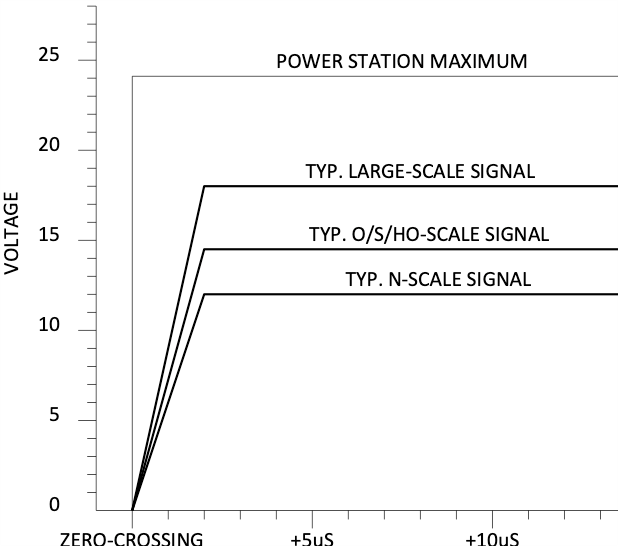 25
POWER STATION MAXIMUM
20
TYP. LARGE-SCALE SIGNAL
VOLTAGE
15
TYP. O/S/HO-SCALE SIGNAL
TYP. N-SCALE SIGNAL
10
5
0
ZERO-CROSSING
+5uS
+10uS